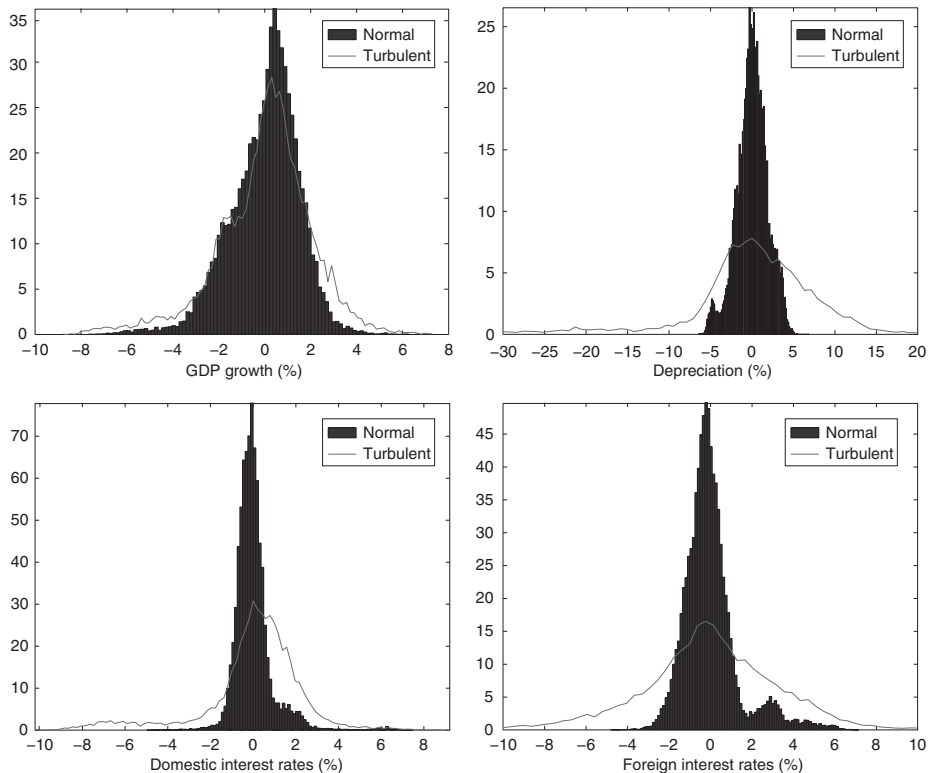 35
30
25
20
15
10
5
0
Normal
Turbulent
−10 −8 −6 −4 −2 0 2 4 6 8
GDP growth (%)
25
20
15
10
5
0
Normal
Turbulent
−30 −25 −20 −15 −10 −5 0 5 10 15 20
Depreciation (%)
70
60
50
40
30
20
10
0
Normal
Turbulent
−10 −8 −6 −4 −2 0 2 4 6 8
Domestic interest rates (%)
45
40
35
30
25
20
15
10
5
0
Normal
Turbulent
−10 −8 −6 −4 −2 0 2 4 6 8 10
Foreign interest rates (%)